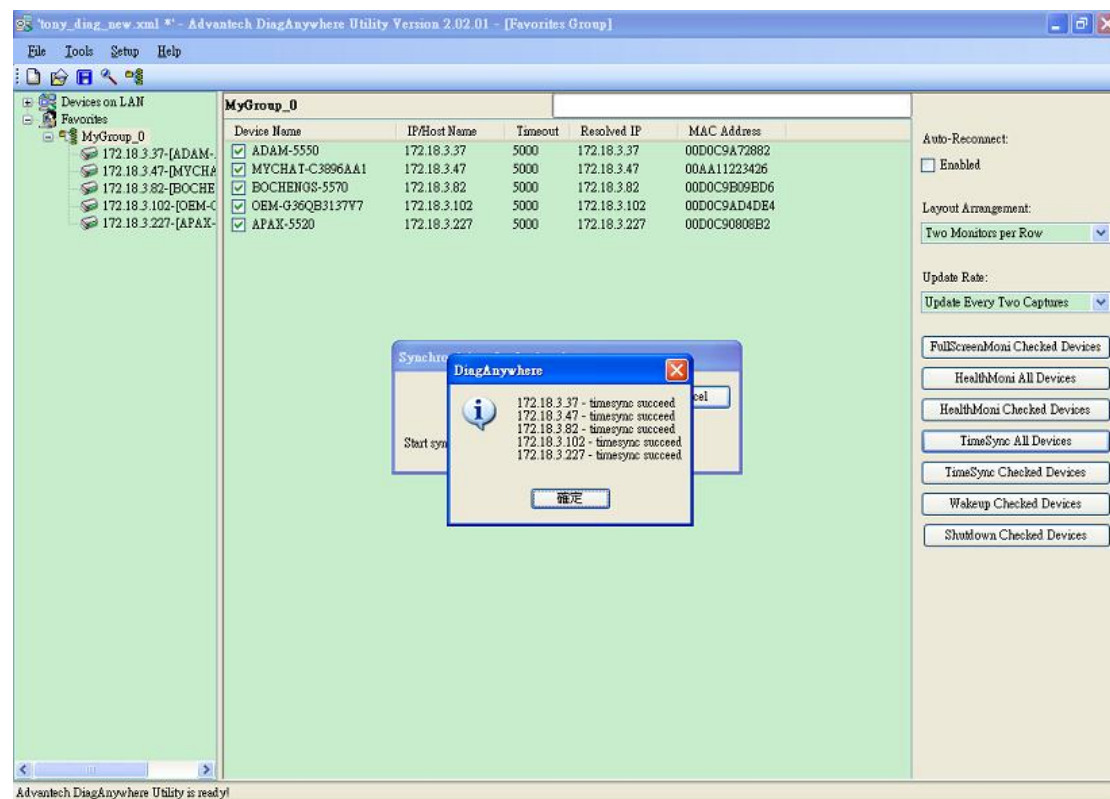 'tony_diag_new.xml *' - Advantech DiagAnywhere Utility Version 2.02.01 - [Favorites Group]
File Tools Setup Help
Devices on LAN
Favorites
MyGroup_0
172.18.3.37-[ADAM-
172.18.3.47-[MYCHA
172.18.3.82-[BOCHE
172.18.3.102-[OEM-G
172.18.3.227-[APAX-
MyGroup_0
Device Name IP/Host Name Timeout Resolved IP MAC Address
ADAM-5550 172.18.3.37 5000 172.18.3.37 00D0C9A72882
MYCHAT-C3896AA1 172.18.3.47 5000 172.18.3.47 00AA11223426
BOCHENGS-5570 172.18.3.82 5000 172.18.3.82 00D0C9B09BD6
OEM-G36QB3137V7 172.18.3.102 5000 172.18.3.102 00D0C9AD4DE4
APAX-5520 172.18.3.227 5000 172.18.3.227 00D0C90808B2
Synchro
cel
Start syn
DiagAnywhere
172.18.3.37 - timesync succeed
172.18.3.47 - timesync succeed
172.18.3.82 - timesync succeed
172.18.3.102 - timesync succeed
172.18.3.227 - timesync succeed
確定
Auto-Reconnect:
Enabled
Layout Arrangement:
Two Monitors per Row
Update Rate:
Update Every Two Captures
FullScreenMoni Checked Devices
HealthMoni All Devices
HealthMoni Checked Devices
TimeSync All Devices
TimeSync Checked Devices
Wakeup Checked Devices
Shutdown Checked Devices
Advantech DiagAnywhere Utility is ready!